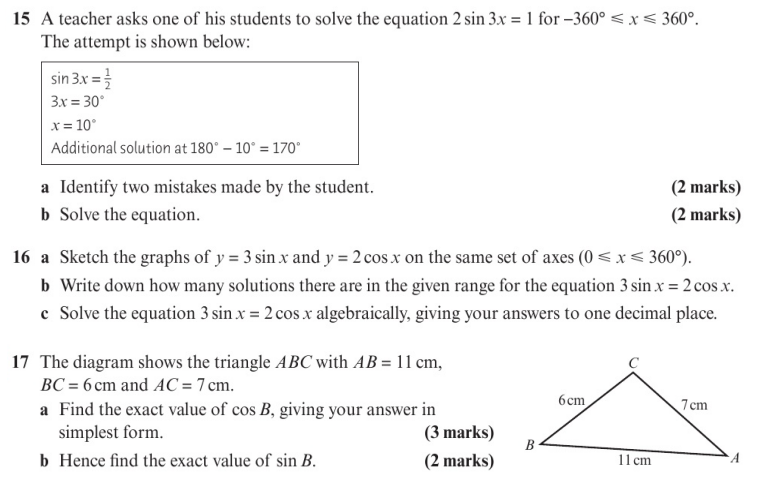 15 A teacher asks one of his students to solve the equation 2 sin 3x = 1 for –360° ⩽ x ⩽ 360°.
The attempt is shown below:
sin 3x = 1/2
3x = 30°
x = 10°
Additional solution at 180° – 10° = 170°
a Identify two mistakes made by the student. (2 marks)
b Solve the equation. (2 marks)
16 a Sketch the graphs of y = 3 sin x and y = 2 cos x on the same set of axes (0 ⩽ x ⩽ 360°).
b Write down how many solutions there are in the given range for the equation 3 sin x = 2 cos x.
c Solve the equation 3 sin x = 2 cos x algebraically, giving your answers to one decimal place.
17 The diagram shows the triangle ABC with AB = 11 cm,
BC = 6 cm and AC = 7 cm.
a Find the exact value of cos B, giving your answer in
simplest form. (3 marks)
b Hence find the exact value of sin B. (2 marks)
C
6 cm
7 cm
B
11 cm
A